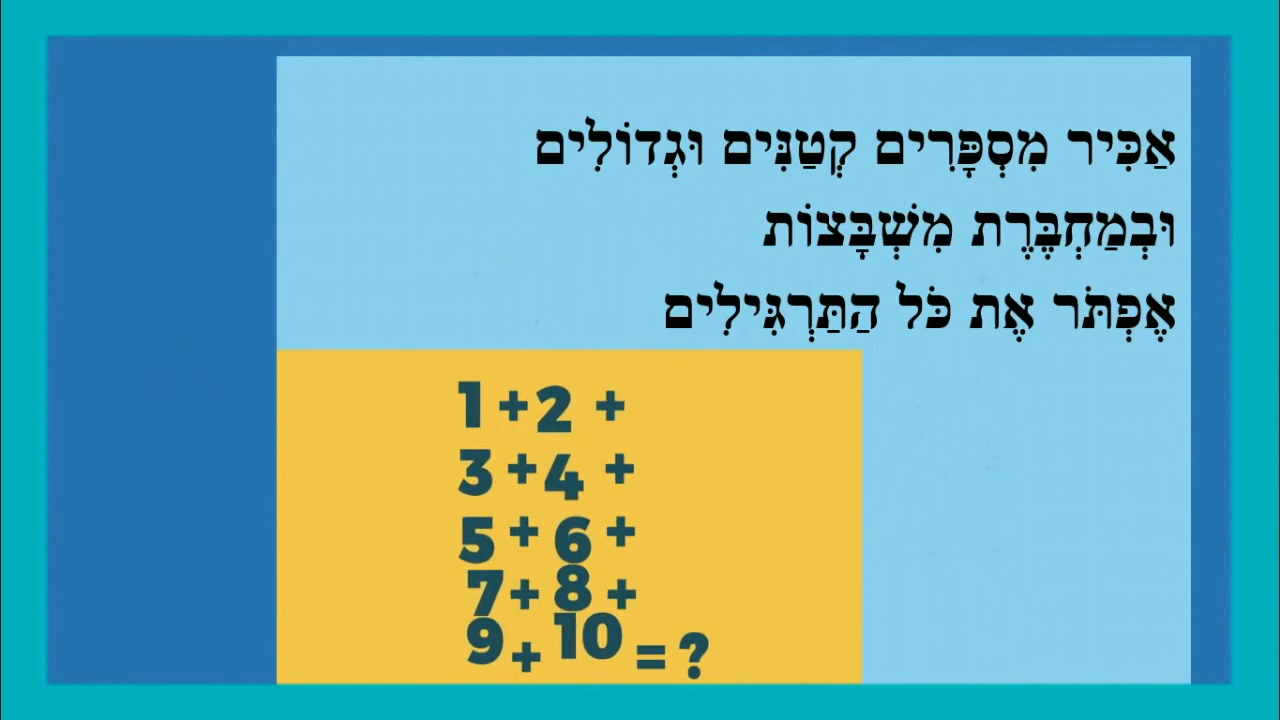 אַכִּיר מִסְפָּרִים קְטַנִּים וּגְדוֹלִים
וּבְמַחְבֶּרֶת מִשְׁבָּצוֹת
אֶפְתֹּר אֶת כֹּל הַתַּרְגִּילִים
1 + 2 +
3 + 4 +
5 + 6 +
7 + 8 +
9 + 10 = ?